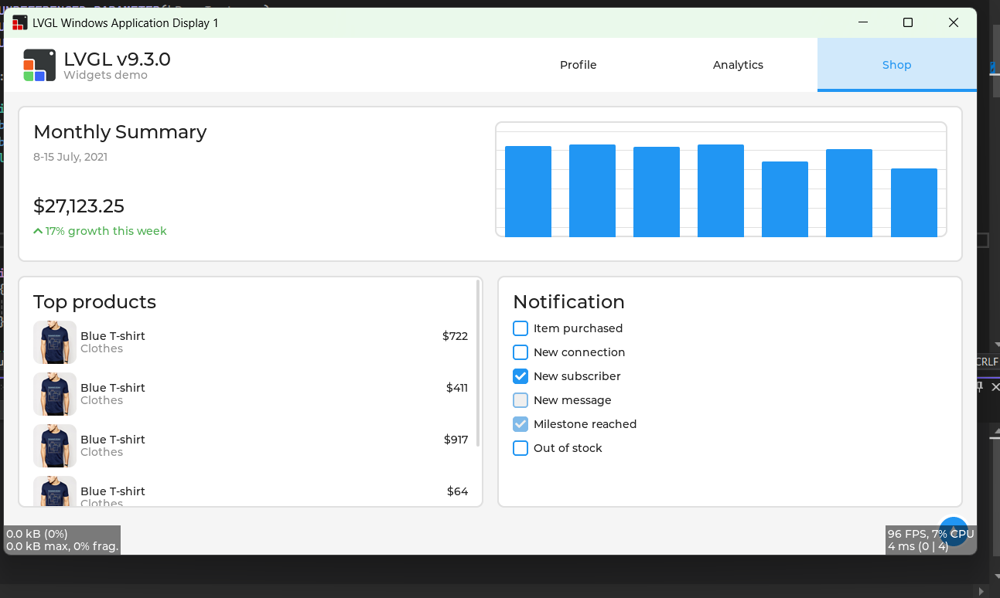 LVGL Windows Application Display 1
LVGL v9.3.0
Widgets demo
Profile
Analytics
Shop
Monthly Summary
8-15 July, 2021
$27,123.25
17% growth this week
Top products
Blue T-shirt
$722
Clothes
Blue T-shirt
$411
Clothes
Blue T-shirt
$917
Clothes
Blue T-shirt
$64
Clothes
Notification
Item purchased
New connection
New subscriber
New message
Milestone reached
Out of stock
CRLF
0.0 kB (0%)
0.0 kB max, 0% frag.
96 FPS, 7% CPU
4 ms (0 | 4)